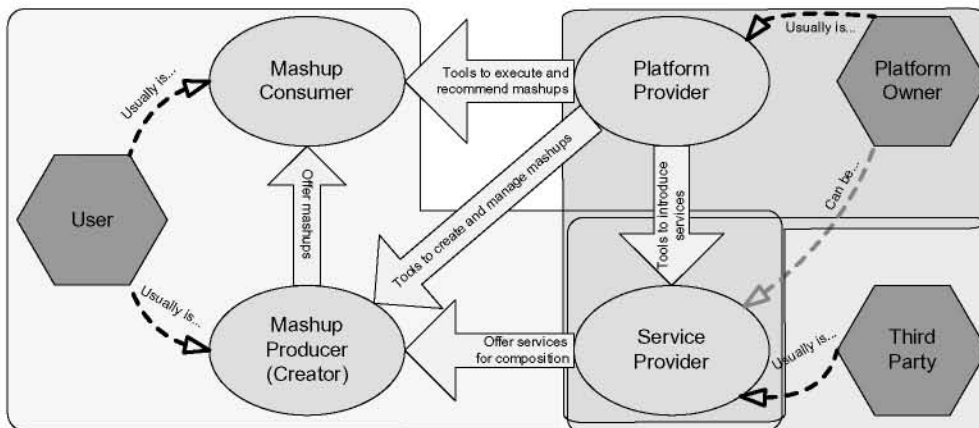 Usually is...
Mashup
Consumer
Tools to execute and
recommend mashups
Platform
Provider
Usually is...
Platform
Owner
User
Offer mashups
Tools to create and manage mashups
Tools to introduce
services
Can be...
Usually is...
Mashup
Producer
(Creator)
Offer services
for composition
Service
Provider
Usually is...
Third
Party